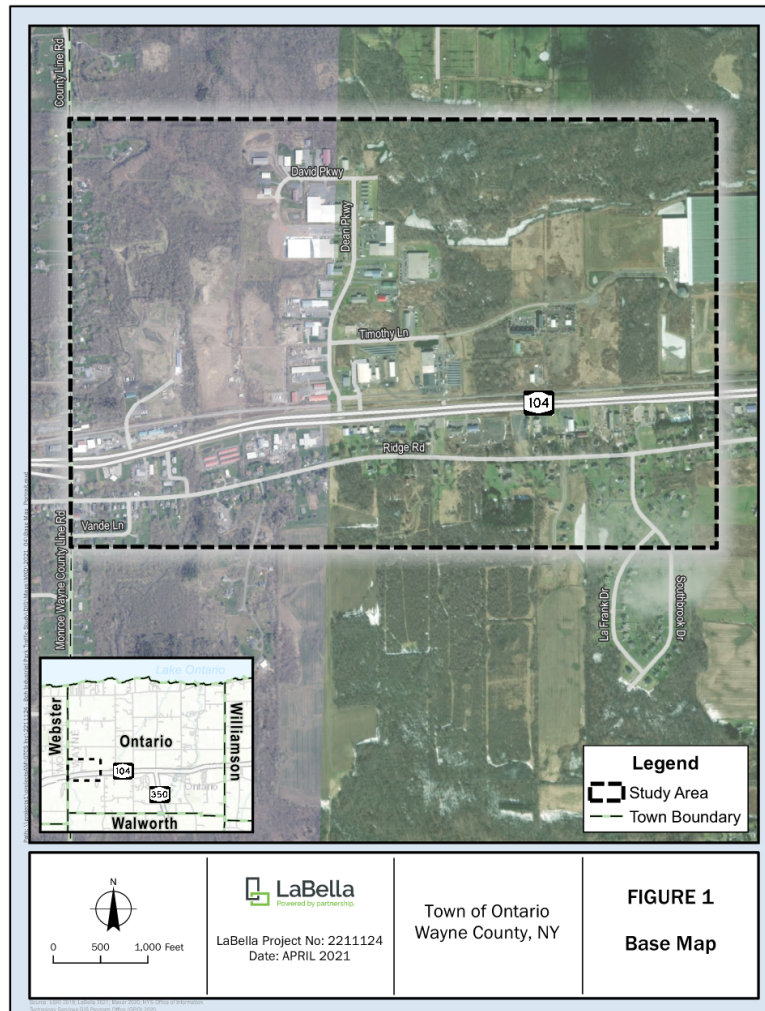 County Line Rd
David Pkwy
Dean Pkwy
Timothy Ln
104
Ridge Rd
Vande Ln
Monroe Wayne County Line Rd
La Frank Dr
Southbrook Dr
Lake Ontario
Webster
Ontario
Williamson
104
Ontario
350
Walworth
Legend
Study Area
Town Boundary
N
0 500 1,000 Feet
LaBella
Powered by partnership.
LaBella Project No: 2211124
Date: APRIL 2021
Town of Ontario
Wayne County, NY
FIGURE 1
Base Map